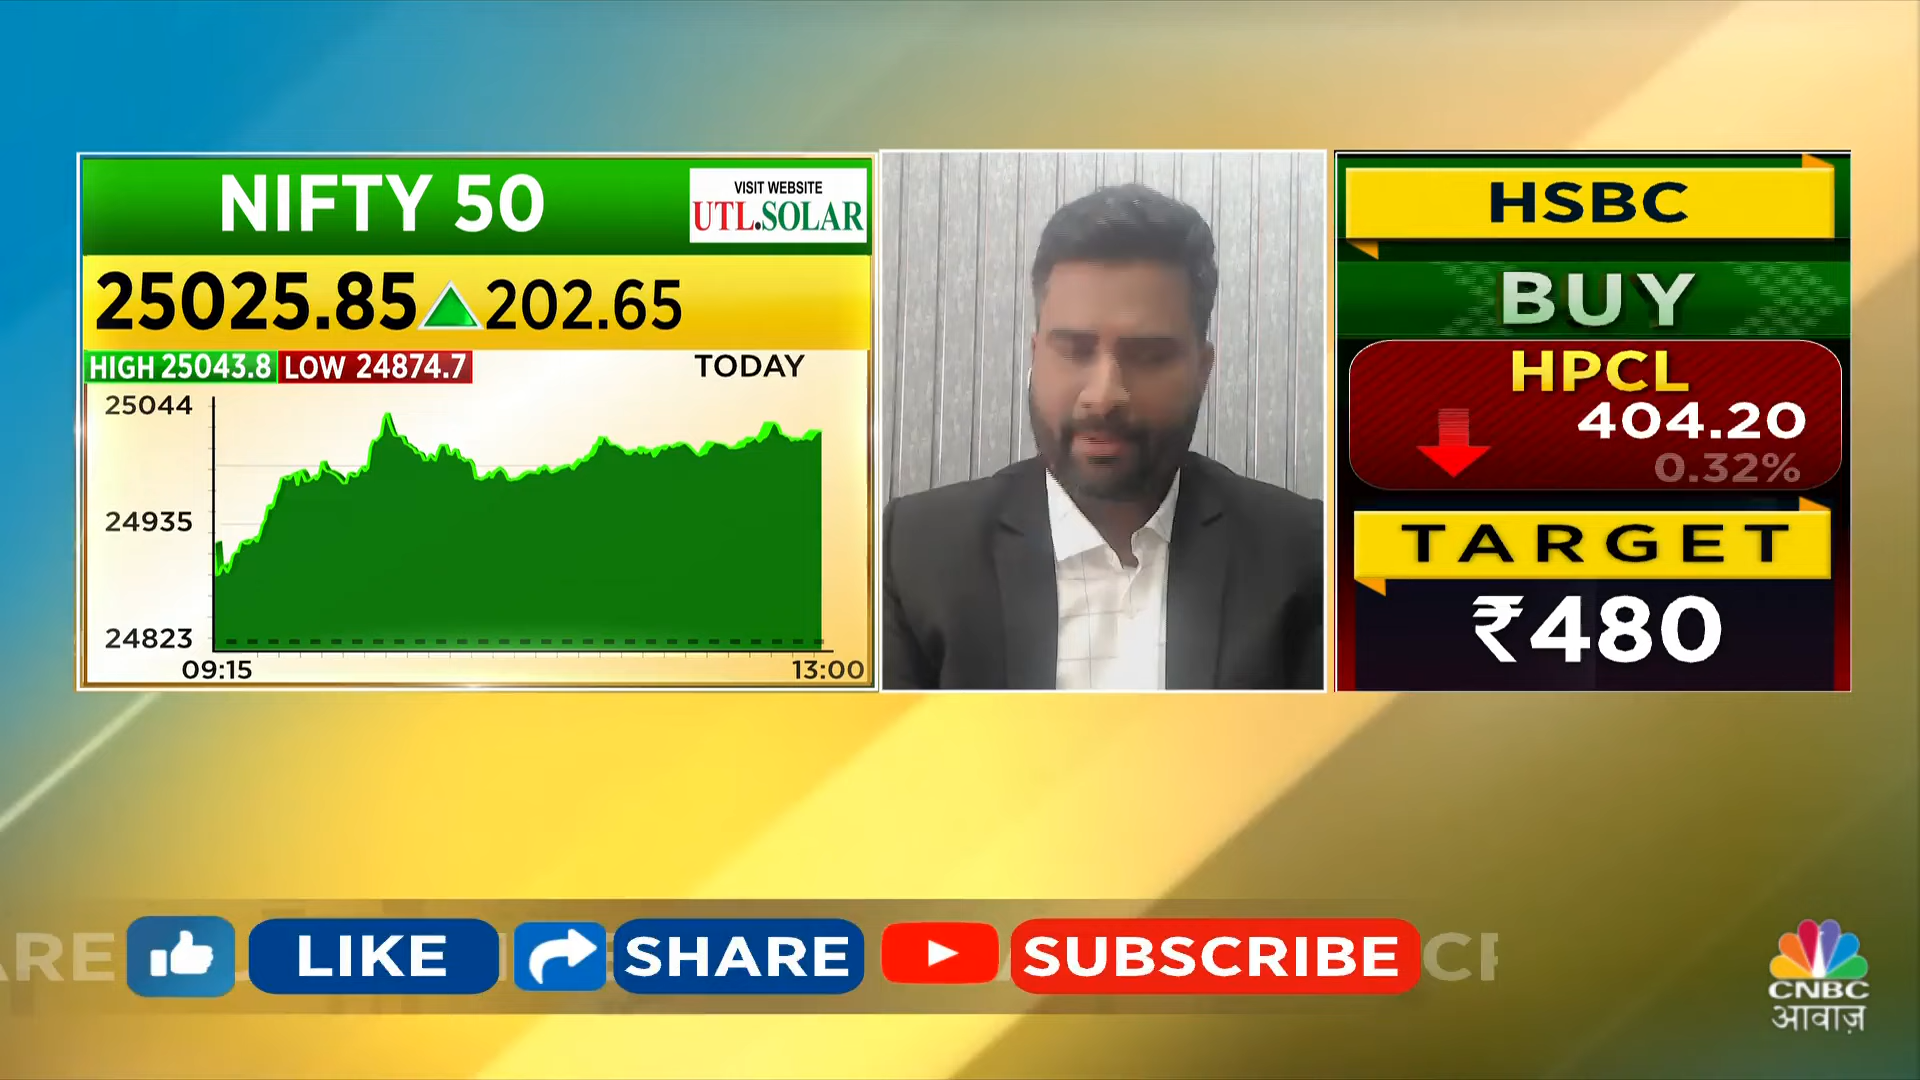 NIFTY 50
VISIT WEBSITE
UTL.SOLAR
25025.85 202.65
HIGH 25043.8 LOW 24874.7
TODAY
25044
24935
24823
09:15 13:00
HSBC
BUY
HPCL
404.20
0.32%
TARGET
₹480
LIKE SHARE SUBSCRIBE
CNBC
आवाज़